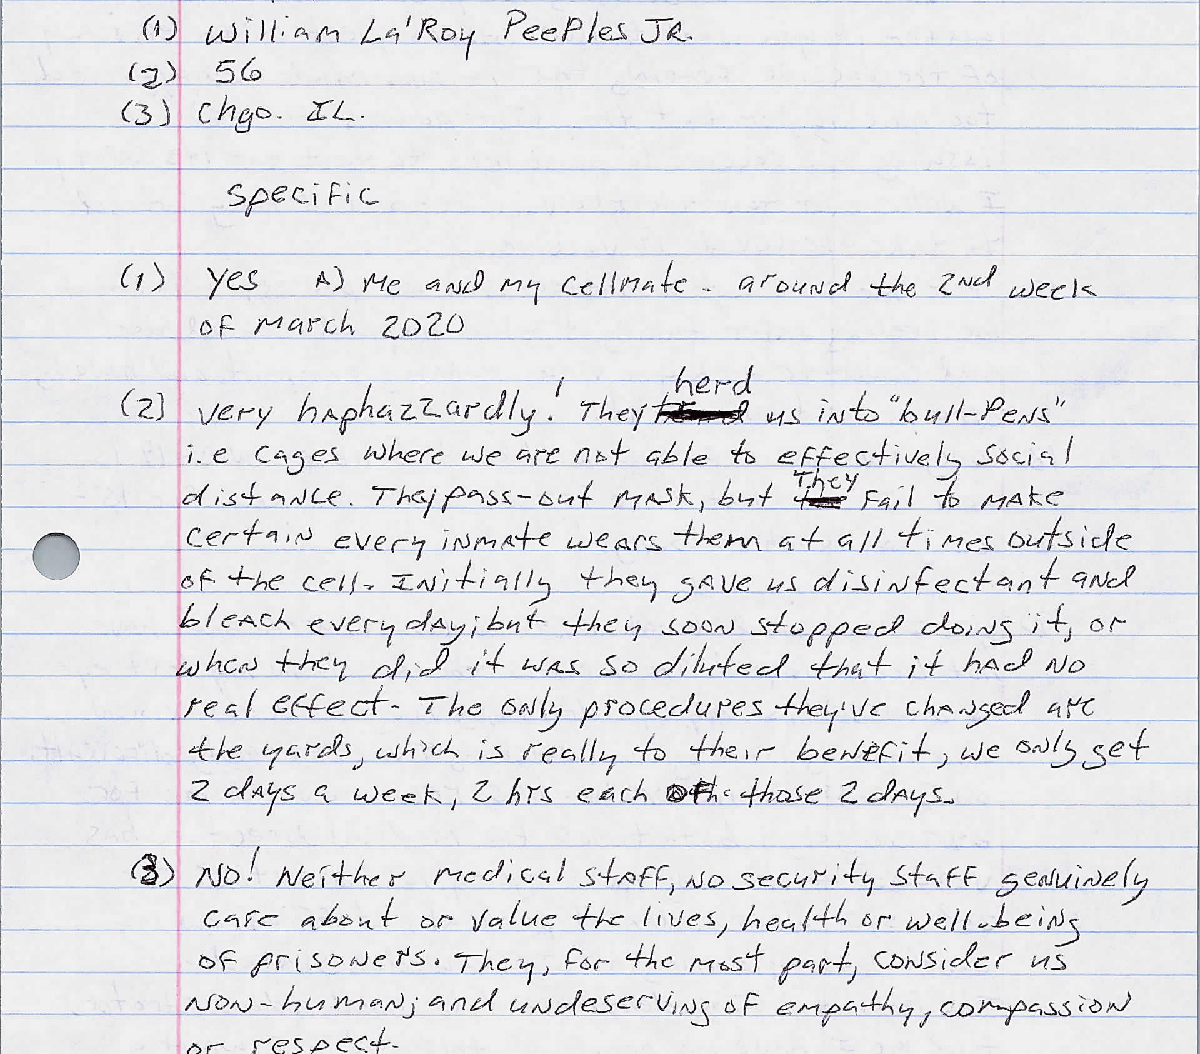 (1) William La'Roy Peeples JR.
(2) 56
(3) Chgo. IL.
specific
(1) yes A) Me and my cellmate - around the 2nd week
of March 2020
herd
(2) very haphazzardly! They us into "bull-Pens"
i.e cages where we are not able to effectively social
distance. They pass-out mask, but They fail to make
certain every inmate wears them at all times outside
of the cell. Initially they gave us disinfectant and
bleach every day; but they soon stopped doing it, or
when they did it was so diluted that it had no
real effect. The only procedures they've changed are
the yards, which is really to their benefit, we only get
2 days a week, 2 hrs each of those 2 days.
(3) No! Neither medical staff, no security staff genuinely
care about or value the lives, health or well-being
of prisoners. They, for the most part, consider us
non-human; and undeserving of empathy, compassion
or respect.